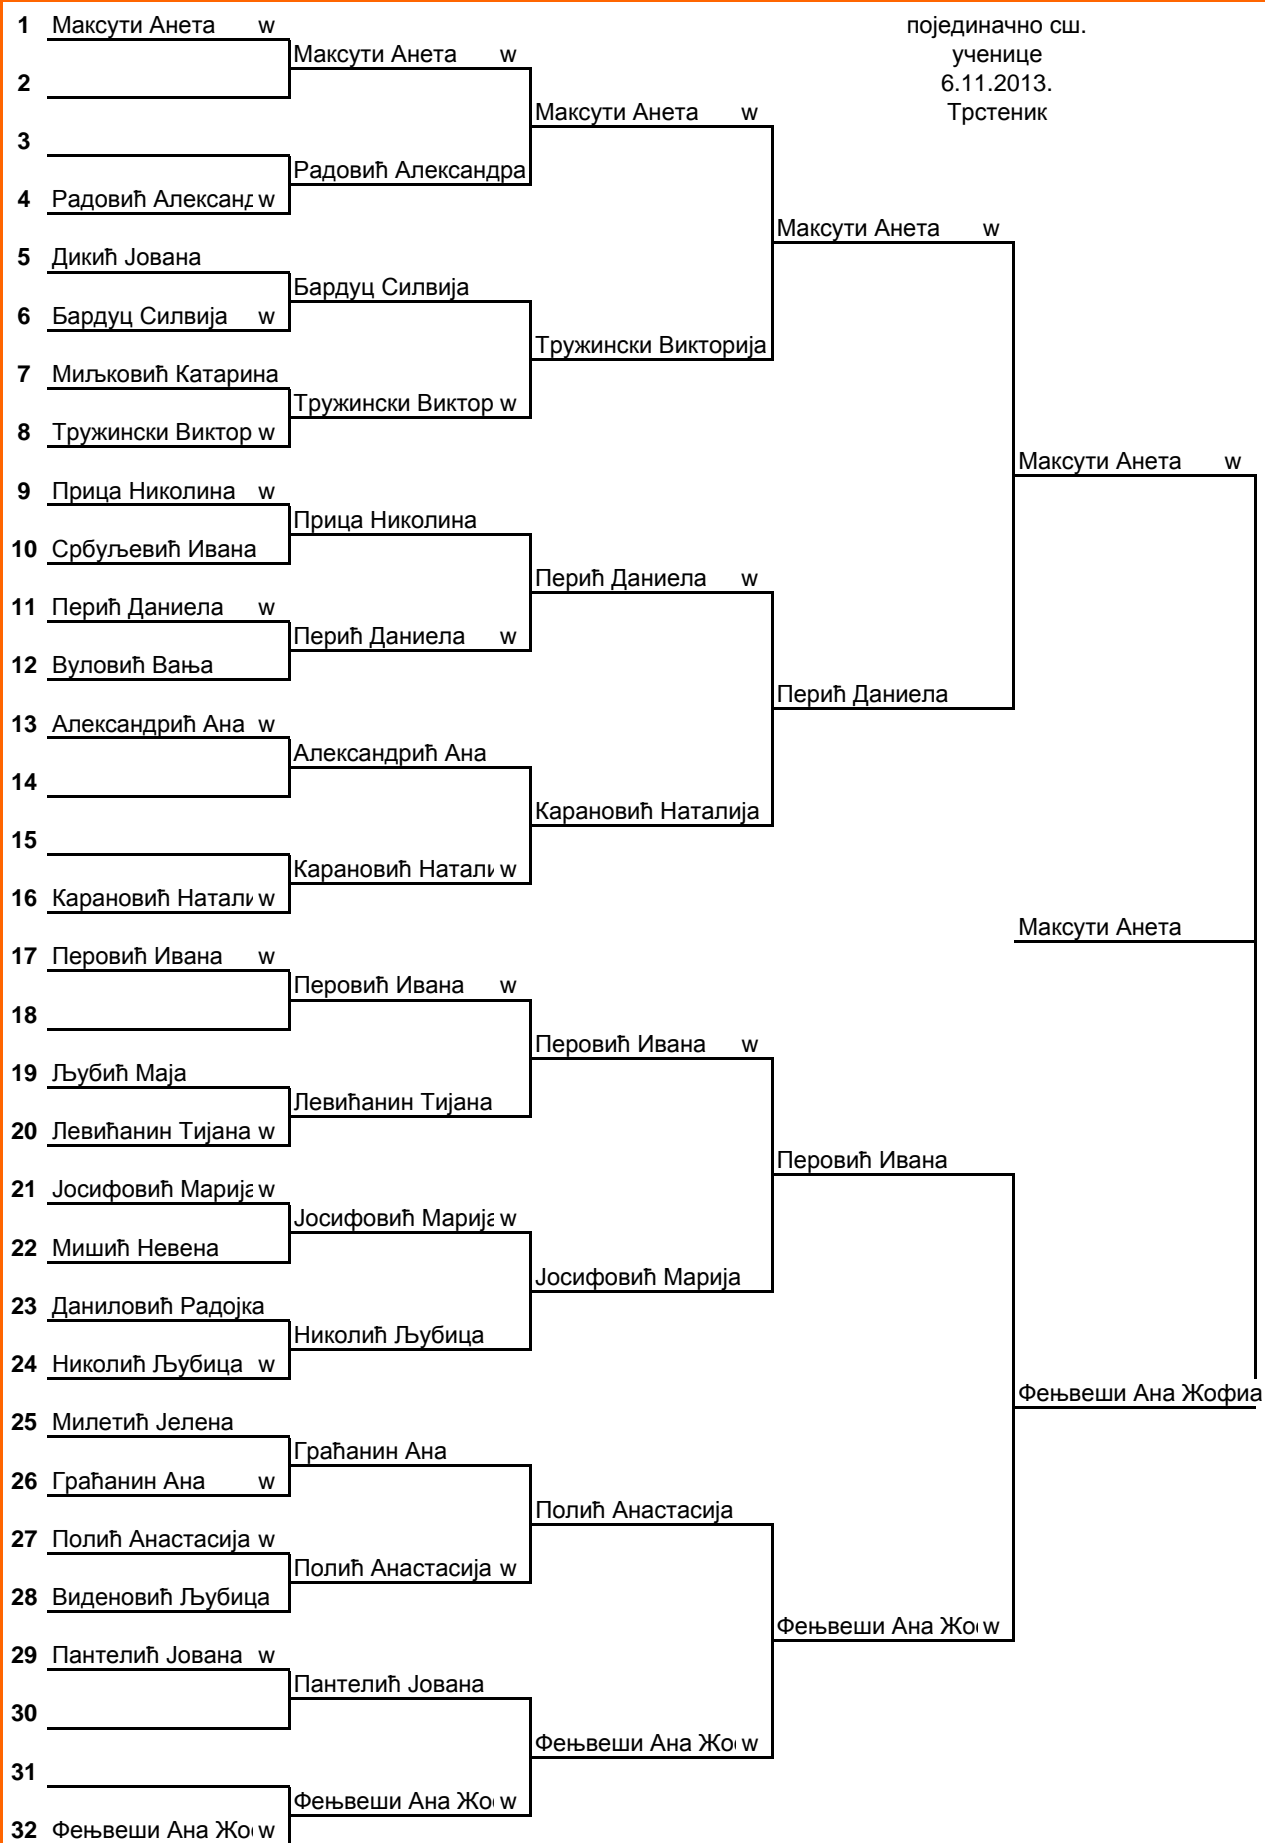 појединачно сш.
ученице
6.11.2013.
Трстеник
1 Максути Анета w
Максути Анета w
2
Максути Анета w
3
Радовић Александра
4 Радовић Александ w
Максути Анета w
5 Дикић Јована
Бардуц Силвија
6 Бардуц Силвија w
Тружински Викторија
7 Миљковић Катарина
Тружински Виктор w
8 Тружински Виктор w
Максути Анета w
9 Прица Николина w
Прица Николина
10 Србуљевић Ивана
Перић Даниела w
11 Перић Даниела w
Перић Даниела w
12 Вуловић Вања
Перић Даниела
13 Александрић Ана w
Александрић Ана
14
Карановић Наталија
15
Карановић Натали w
16 Карановић Натали w
Максути Анета
17 Перовић Ивана w
Перовић Ивана w
18
Перовић Ивана w
19 Љубић Маја
Левићанин Тијана
20 Левићанин Тијана w
Перовић Ивана
21 Јосифовић Марија w
Јосифовић Марија w
22 Мишић Невена
Јосифовић Марија
23 Даниловић Радојка
Николић Љубица
24 Николић Љубица w
Фењвеши Ана Жофиа
25 Милетић Јелена
Граћанин Ана
26 Граћанин Ана w
Полић Анастасија
27 Полић Анастасија w
Полић Анастасија w
28 Виденовић Љубица
Фењвеши Ана Жо w
29 Пантелић Јована w
Пантелић Јована
30
Фењвеши Ана Жо w
31
Фењвеши Ана Жо w
32 Фењвеши Ана Жо w